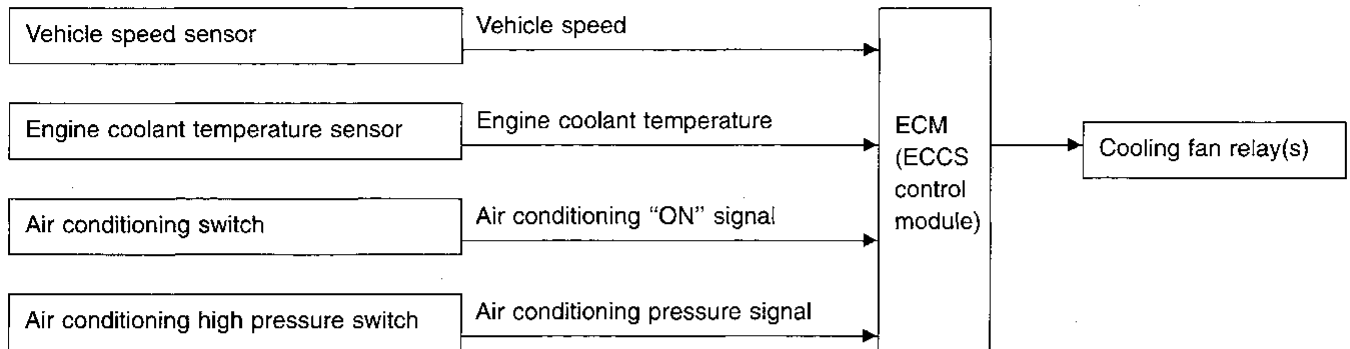 Vehicle speed sensor
Vehicle speed
Engine coolant temperature sensor
Engine coolant temperature
Air conditioning switch
Air conditioning “ON” signal
Air conditioning high pressure switch
Air conditioning pressure signal
ECM
(ECCS
control
module)
Cooling fan relay(s)